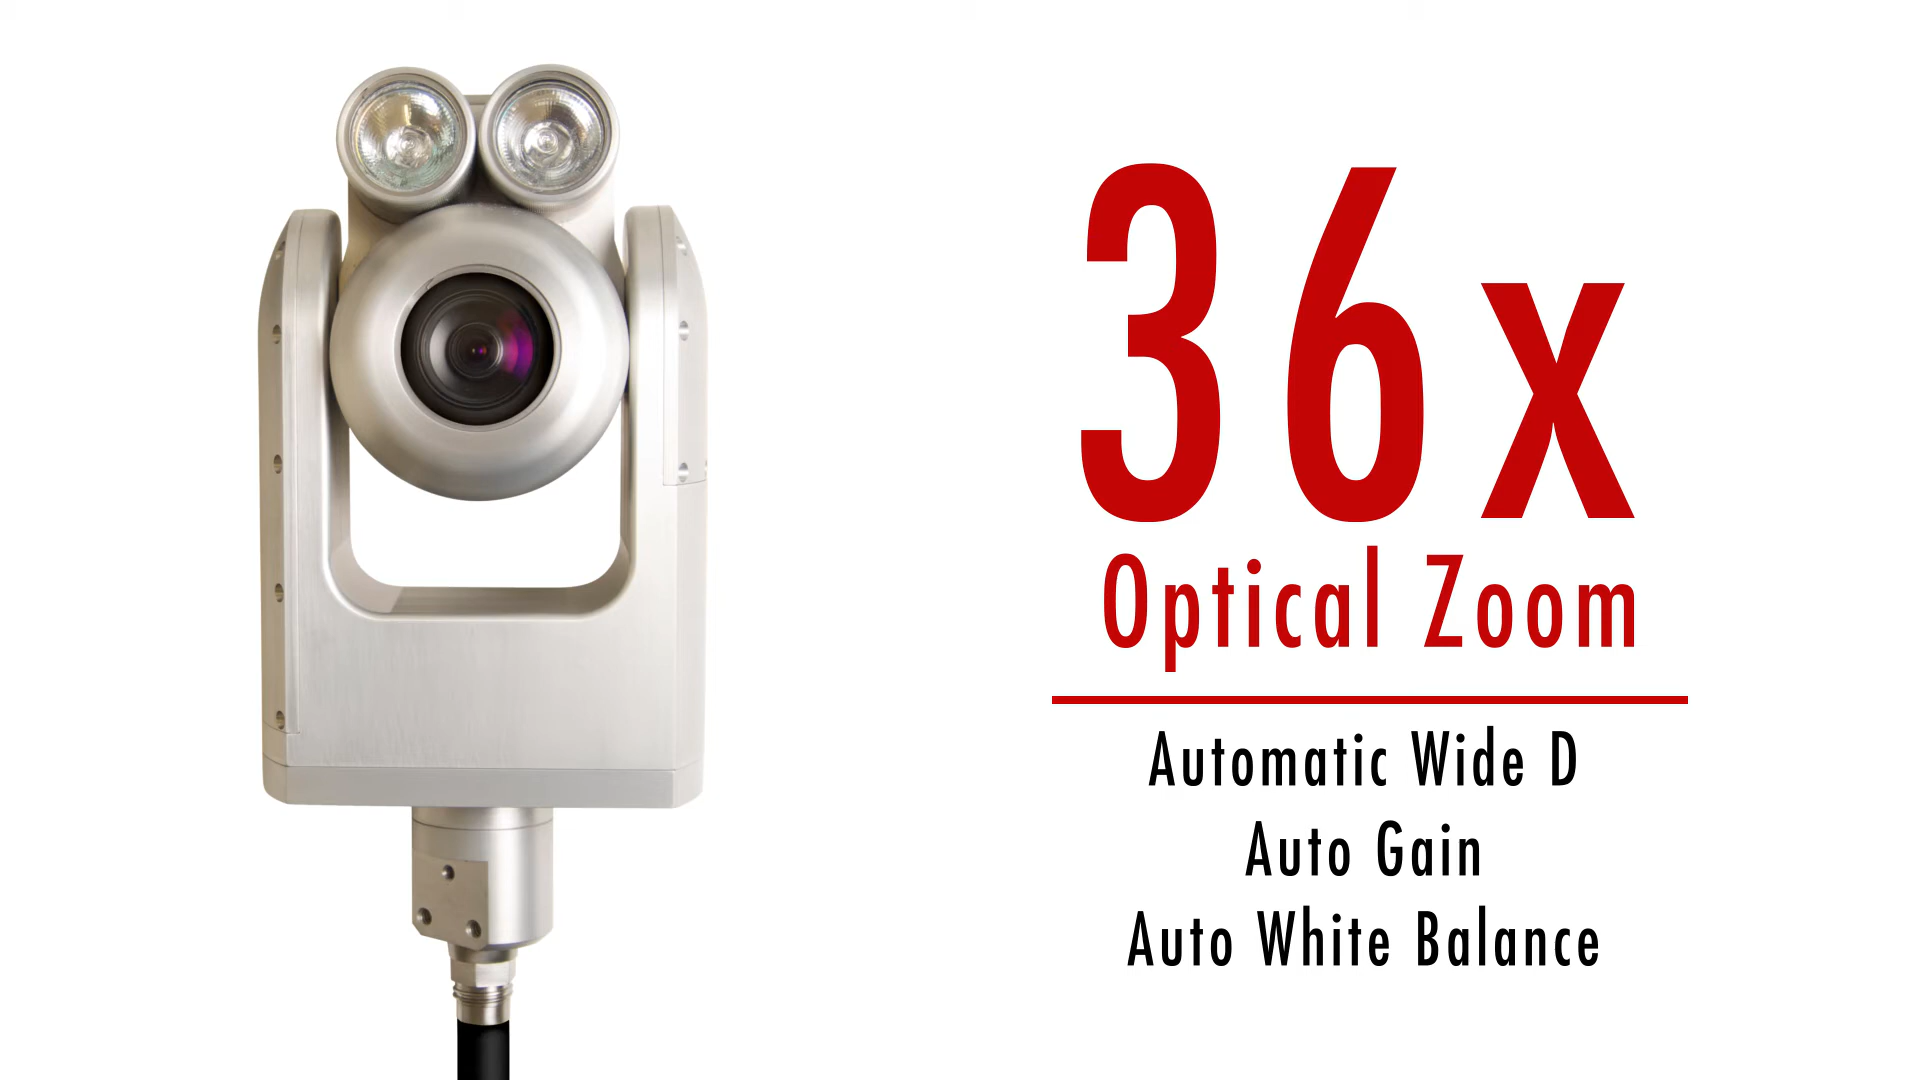 36x
Optical Zoom
Automatic Wide D
Auto Gain
Auto White Balance